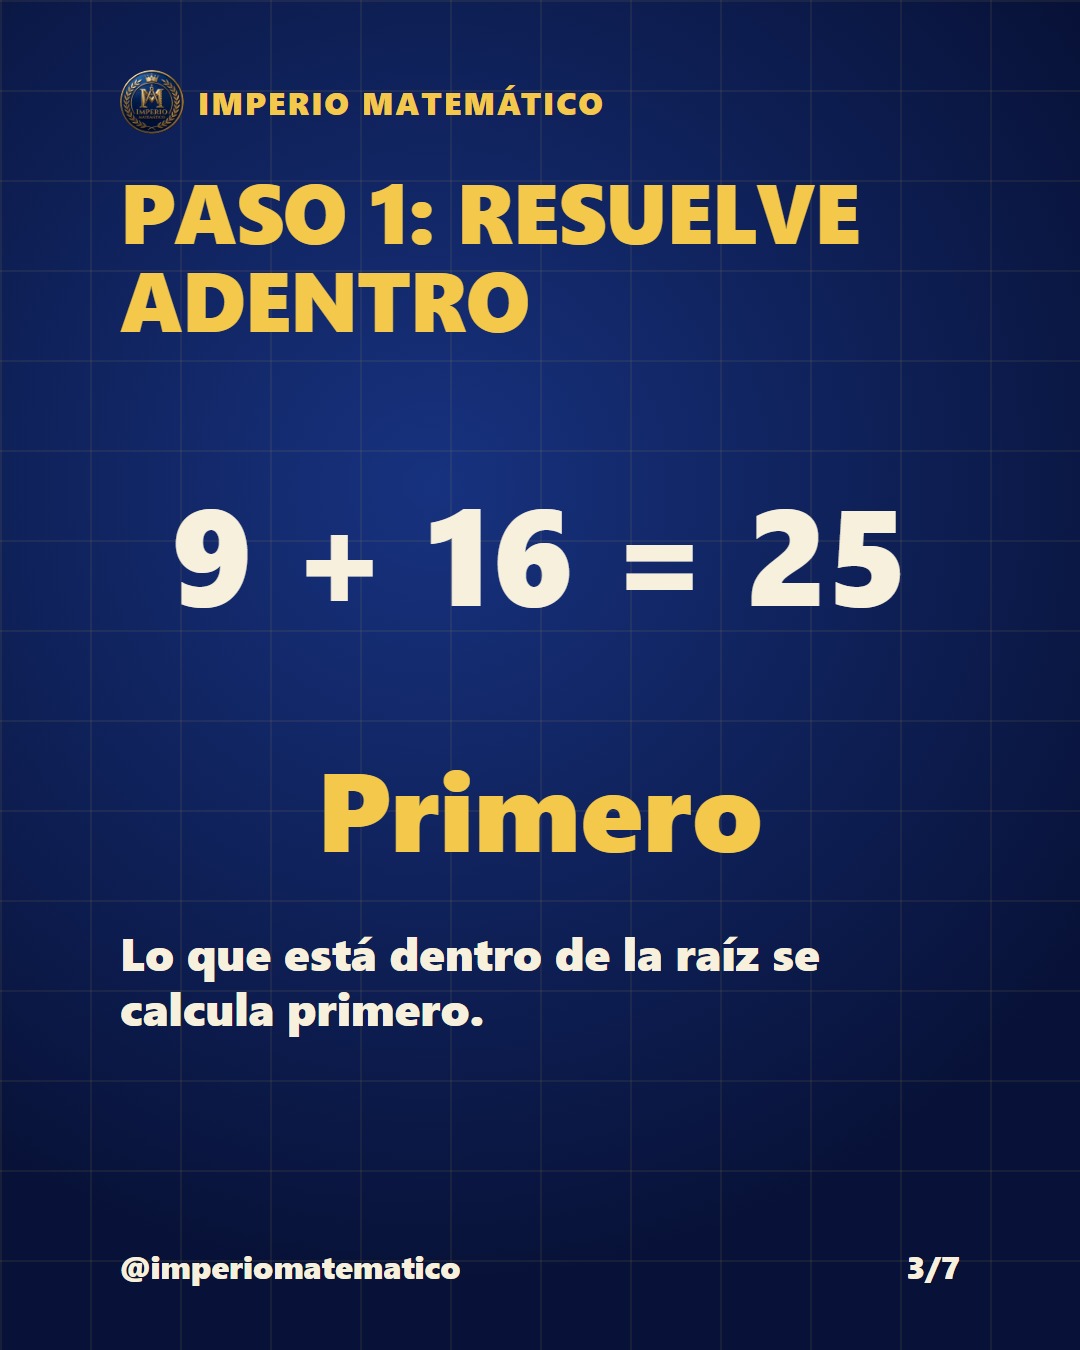 IMPERIO MATEMÁTICO
PASO 1: RESUELVE
ADENTRO
9 + 16 = 25
Primero
Lo que está dentro de la raíz se
calcula primero.
@imperiomatematico
3/7